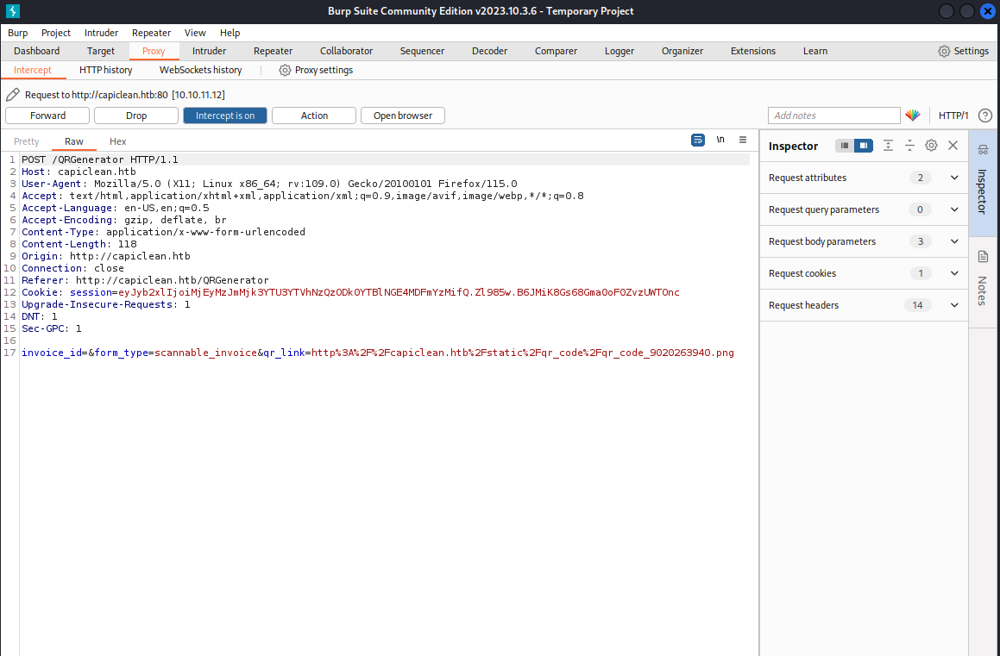 Burp Suite Community Edition v2023.10.3.6 - Temporary Project
Burp Project Intruder Repeater View Help
Dashboard Target Proxy Intruder Repeater Collaborator Sequencer Decoder Comparer Logger Organizer Extensions Learn Settings
Intercept HTTP history WebSockets history Proxy settings
Request to http://capiclean.htb:80 [10.10.11.12]
Forward Drop Intercept is on Action Open browser Add notes HTTP/1 ?
Pretty Raw Hex \n
1 POST /QRGenerator HTTP/1.1
2 Host: capiclean.htb
3 User-Agent: Mozilla/5.0 (X11; Linux x86_64; rv:109.0) Gecko/20100101 Firefox/115.0
4 Accept: text/html,application/xhtml+xml,application/xml;q=0.9,image/avif,image/webp,*/*;q=0.8
5 Accept-Language: en-US,en;q=0.5
6 Accept-Encoding: gzip, deflate, br
7 Content-Type: application/x-www-form-urlencoded
8 Content-Length: 118
9 Origin: http://capiclean.htb
10 Connection: close
11 Referer: http://capiclean.htb/QRGenerator
12 Cookie: session=eyJyb2xlIjoiMjEyMzJmMjk3YTU3YTVhNzQzODk0YTBlNGE4MDFmYzMifQ.Zl985w.B6JMiK8Gs68GmaOoF0ZvzUWTOnc
13 Upgrade-Insecure-Requests: 1
14 DNT: 1
15 Sec-GPC: 1
16
17 invoice_id=&form_type=scannable_invoice&qr_link=http%3A%2F%2Fcapiclean.htb%2Fstatic%2Fqr_code%2Fqr_code_9020263940.png
Inspector
Request attributes 2
Request query parameters 0
Request body parameters 3
Request cookies 1
Request headers 14
Inspector
Notes